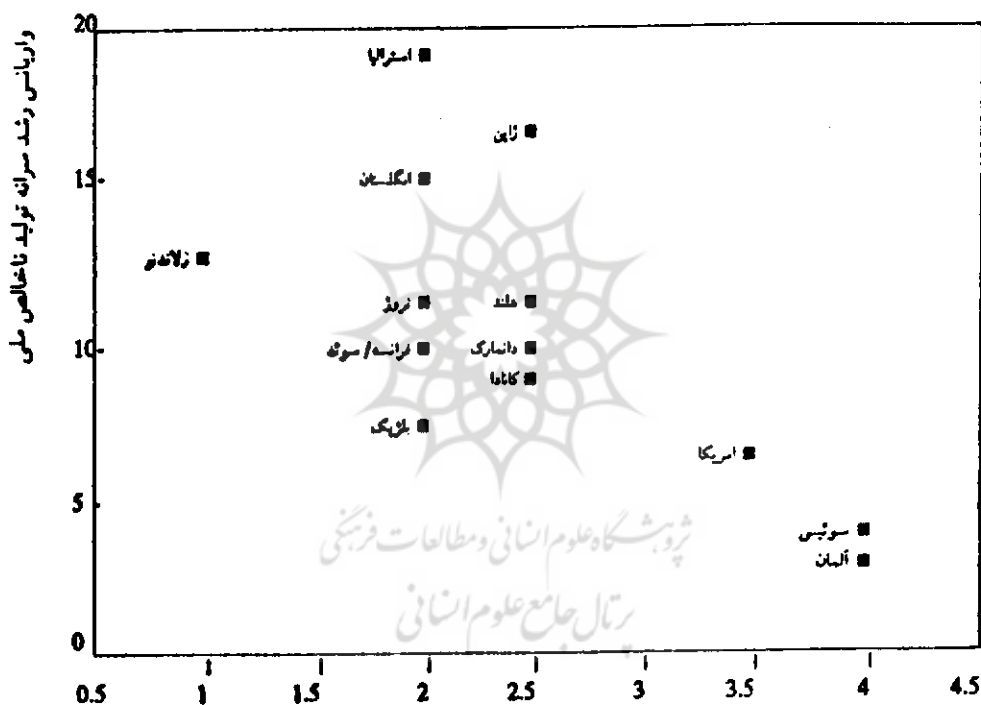 واریانس رشد سرانه تولید ناخالص ملی
20
استرالیا
ژاپن
15
انگلستان
زلاندنو
نروژ
هلند
10
فرانسه/ سوئد
دانمارک
کانادا
بلژیک
امریکا
5
سوئیس
آلمان
پژوهشگاه علوم انسانی و مطالعات فرهنگی
پرتال جامع علوم انسانی
0
0.5 1 1.5 2 2.5 3 3.5 4 4.5